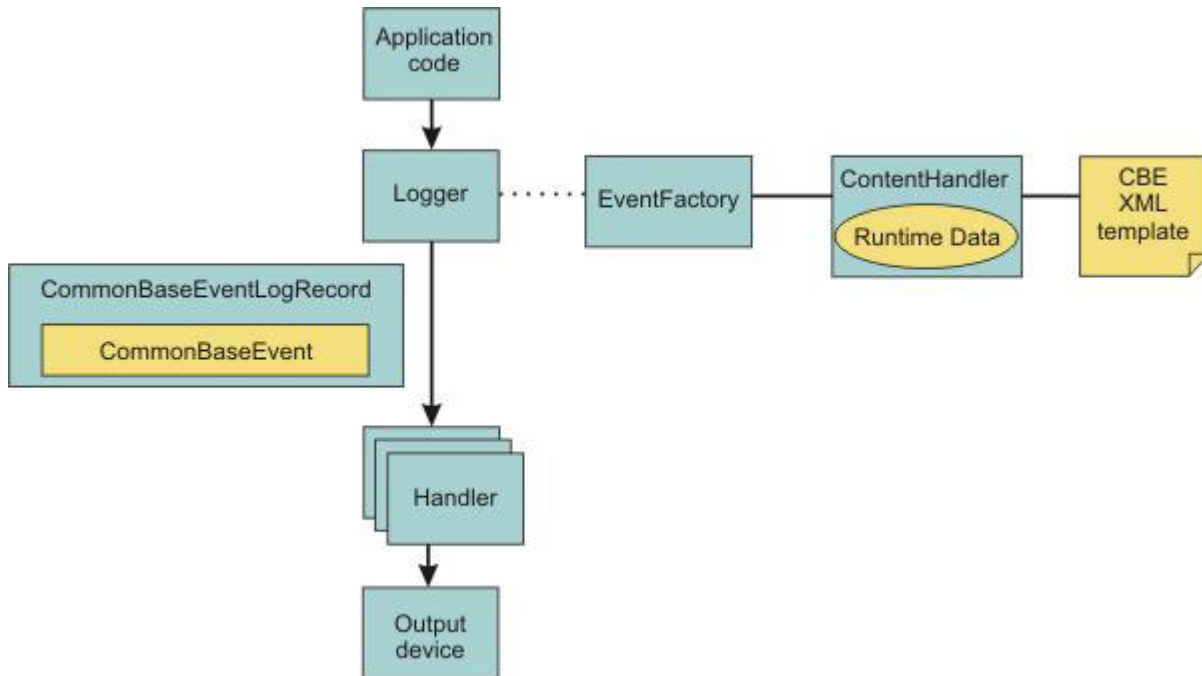 Application
code
Logger
EventFactory
ContentHandler
Runtime Data
CBE
XML
template
CommonBaseEventLogRecord
CommonBaseEvent
Handler
Output
device